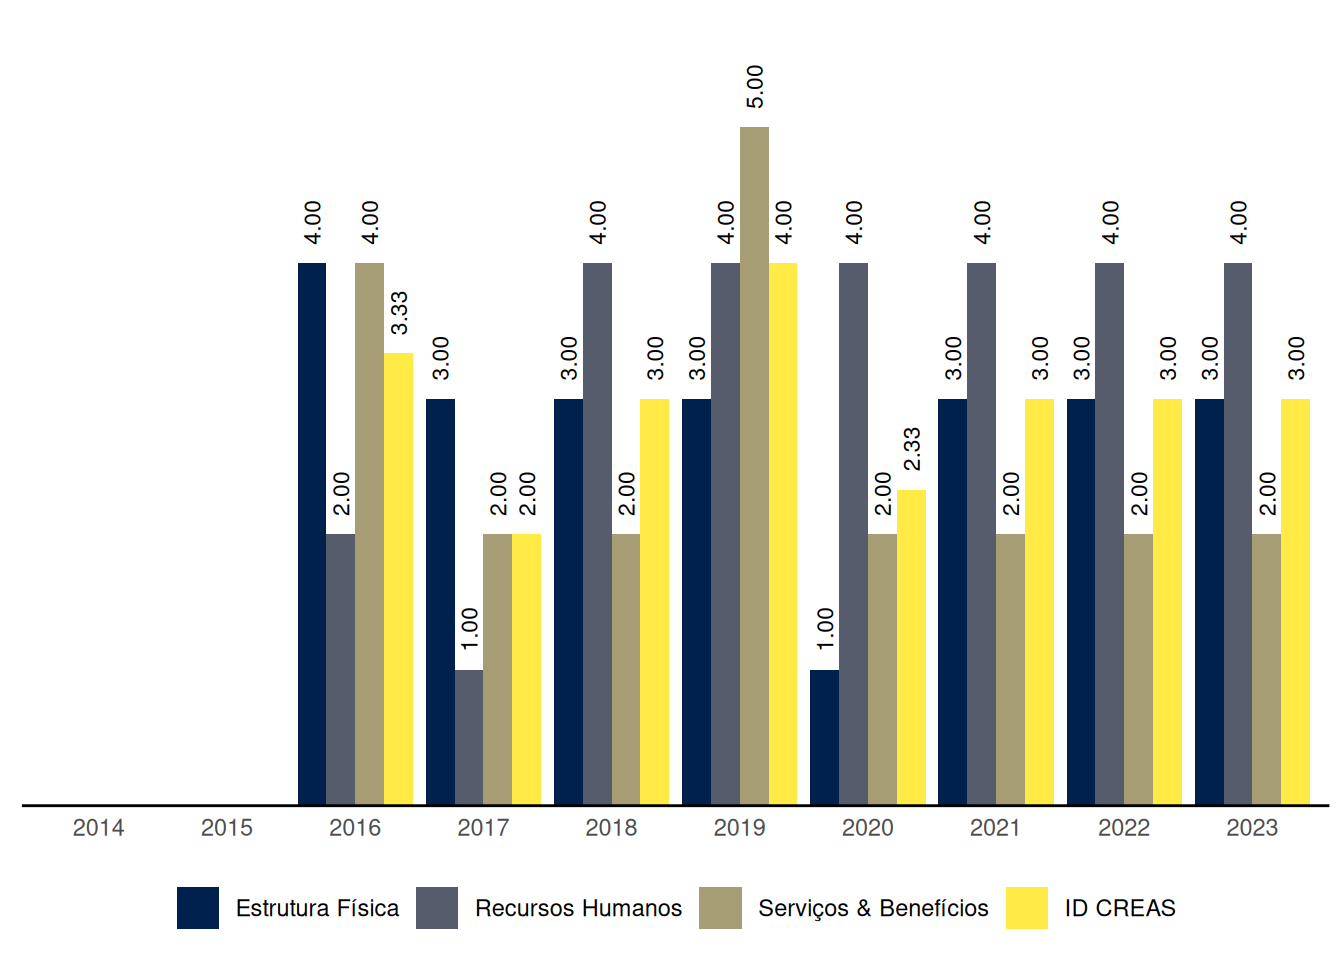 5.00
4.00 4.00 4.00 4.00 4.00 4.00 4.00 4.00 4.00
3.33
3.00 3.00 3.00 3.00 3.00 3.00 3.00 3.00 3.00 3.00
2.33
2.00 2.00 2.00 2.00 2.00 2.00 2.00 2.00
1.00 1.00
2014 2015 2016 2017 2018 2019 2020 2021 2022 2023
Estrutura Física Recursos Humanos Serviços & Benefícios ID CREAS